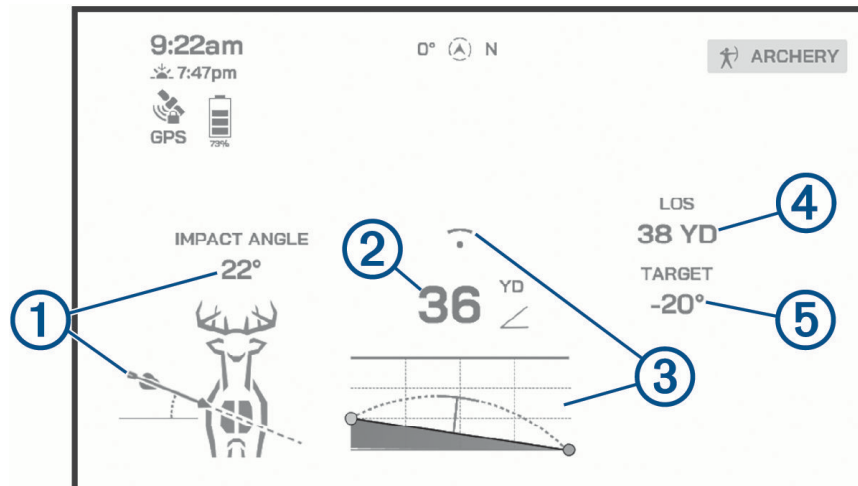 9:22am
0° N
ARCHERY
7:47pm
GPS
73%
LOS
4
38 YD
IMPACT ANGLE
22°
2
36 YD
TARGET
-20°
5
1
3